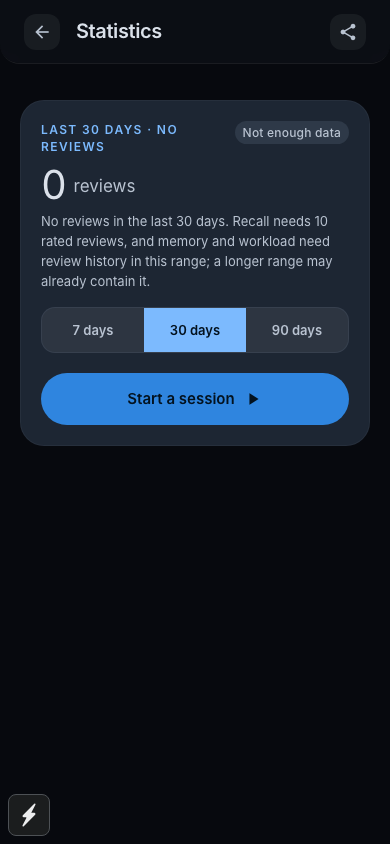 Statistics
LAST 30 DAYS · NO
REVIEWS
Not enough data
0 reviews
No reviews in the last 30 days. Recall needs 10
rated reviews, and memory and workload need
review history in this range; a longer range may
already contain it.
7 days
30 days
90 days
Start a session